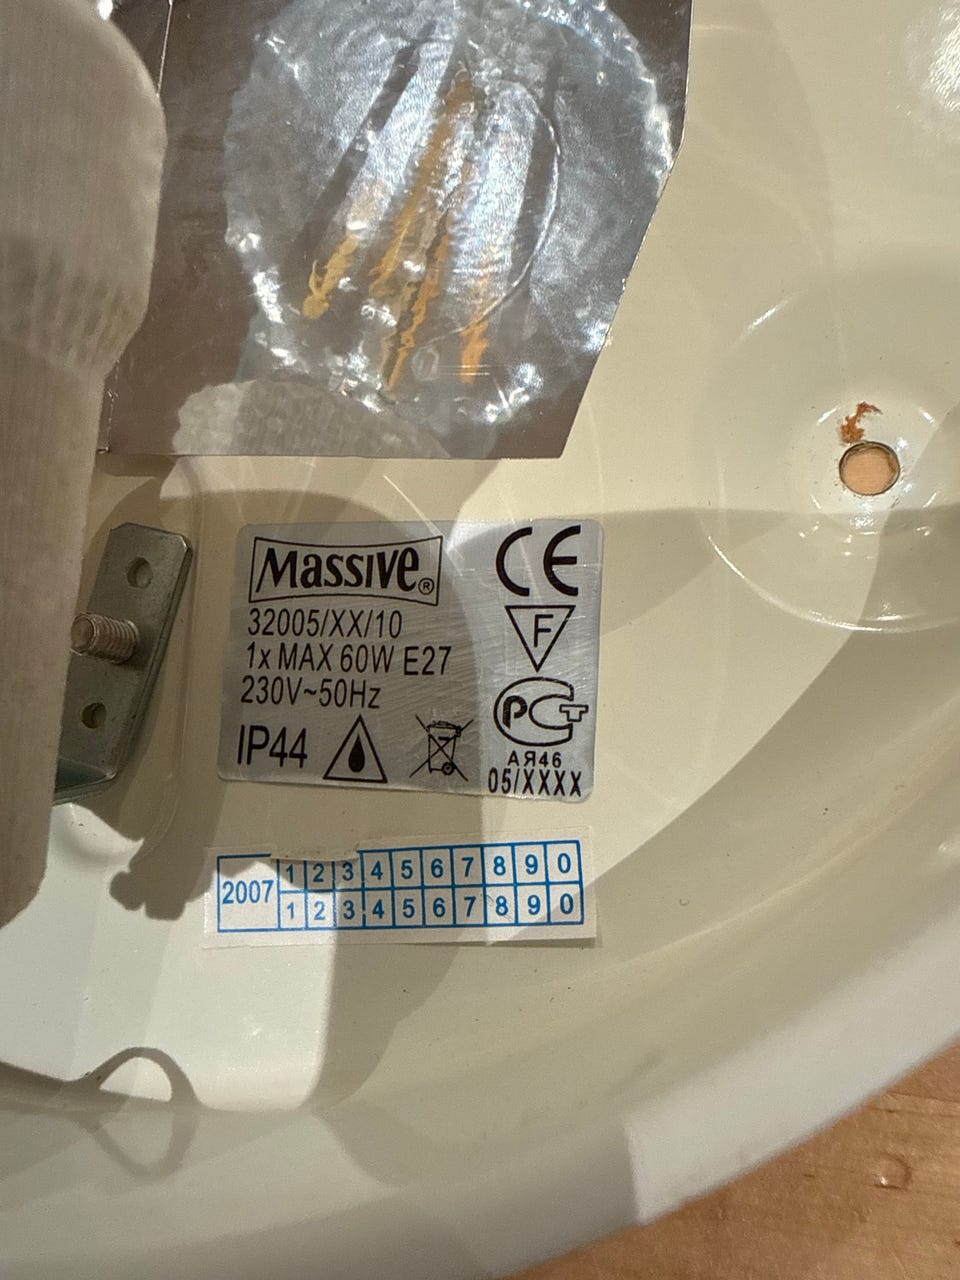 Massive®
32005/XX/10
1x MAX 60W E27
230V~50Hz
IP44
CE
F
PCT
АЯ46
05/XXXX
2007 1 2 3 4 5 6 7 8 9 0
1 2 3 4 5 6 7 8 9 0